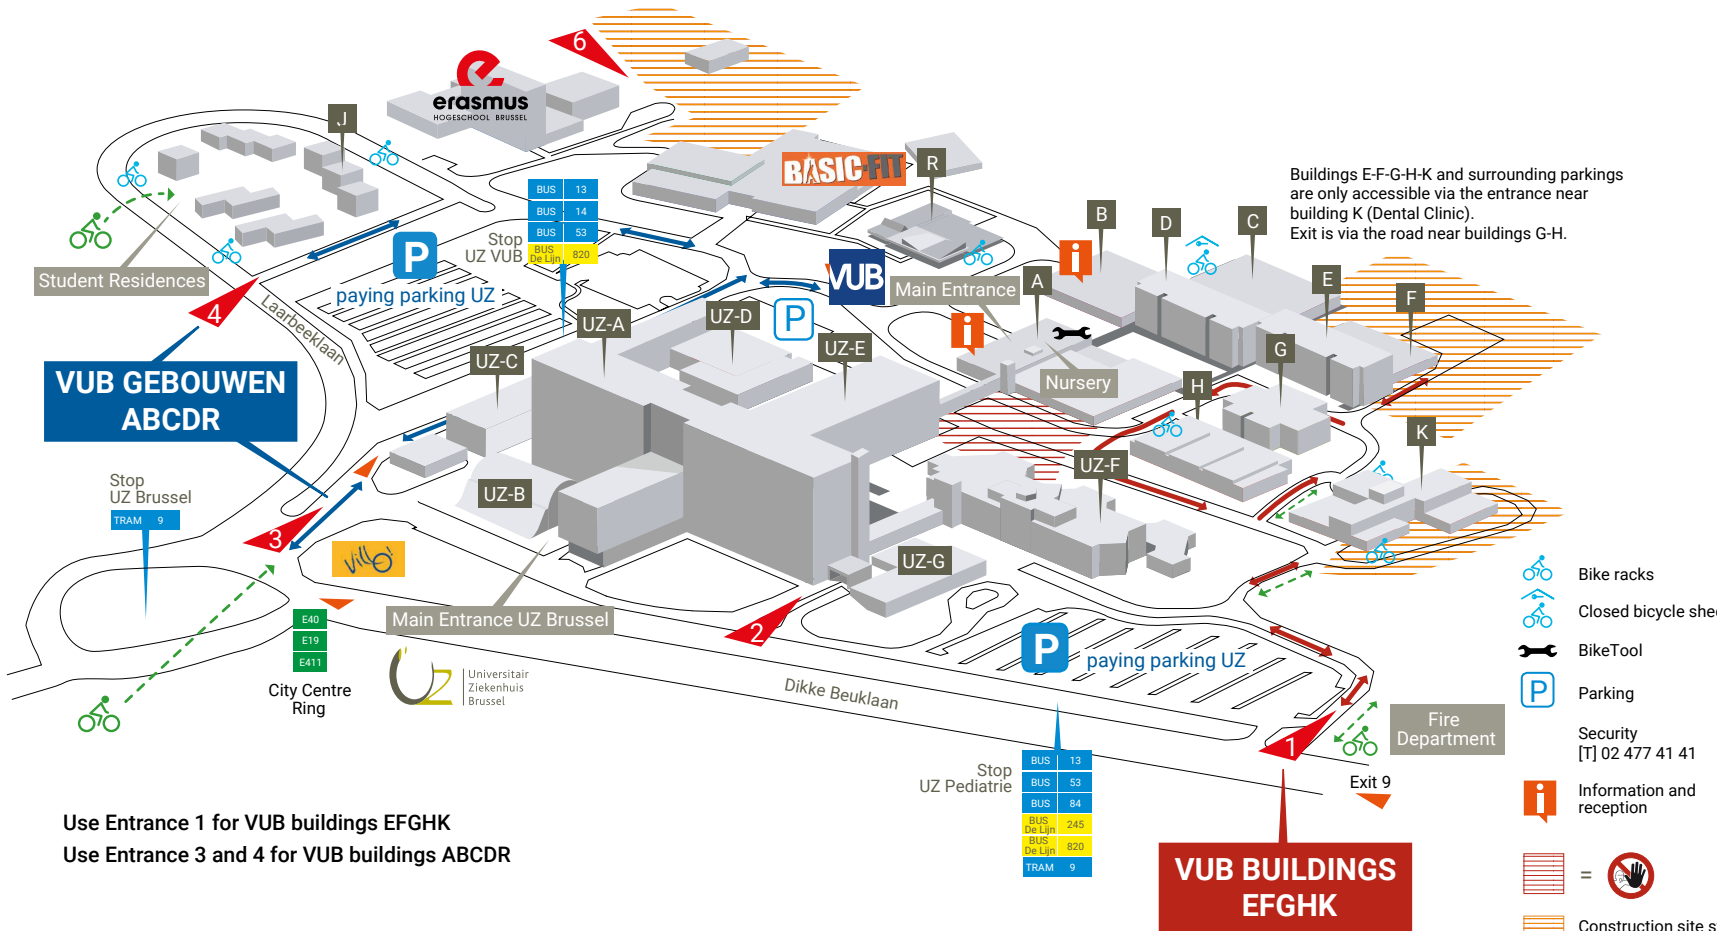 6
erasmus
HOGESCHOOL BRUSSEL
J
BASIC-FIT
R
Buildings E-F-G-H-K and surrounding parkings
are only accessible via the entrance near
building K (Dental Clinic).
Exit is via the road near buildings G-H.
BUS 13
BUS 14
BUS 53
BUS De Lijn 820
Stop
UZ VUB
B
D
C
E
F
P
paying parking UZ
Student Residences
4
Laarbeeklaan
VUB
Main Entrance
A
i
i
P
UZ-A
UZ-D
UZ-E
UZ-C
G
Nursery
H
K
VUB GEBOUWEN
ABCDR
UZ-B
UZ-F
UZ-G
Stop
UZ Brussel
TRAM 9
3
Villo!
2
Main Entrance UZ Brussel
E40
E19
E411
City Centre
Ring
UZ
Universitair
Ziekenhuis
Brussel
P
paying parking UZ
Dikke Beuklaan
1
Fire
Department
Exit 9
Stop
UZ Pediatrie
BUS 13
BUS 53
BUS 84
BUS De Lijn 245
BUS De Lijn 820
TRAM 9
Use Entrance 1 for VUB buildings EFGHK
Use Entrance 3 and 4 for VUB buildings ABCDR
VUB BUILDINGS
EFGHK
Bike racks
Closed bicycle shed
BikeTool
P
Parking
Security
[T] 02 477 41 41
i
Information and
reception
=
Construction site s